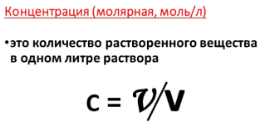 Концентрация (молярная, моль/л)
•это количество растворенного вещества
в одном литре раствора
c = υ/v